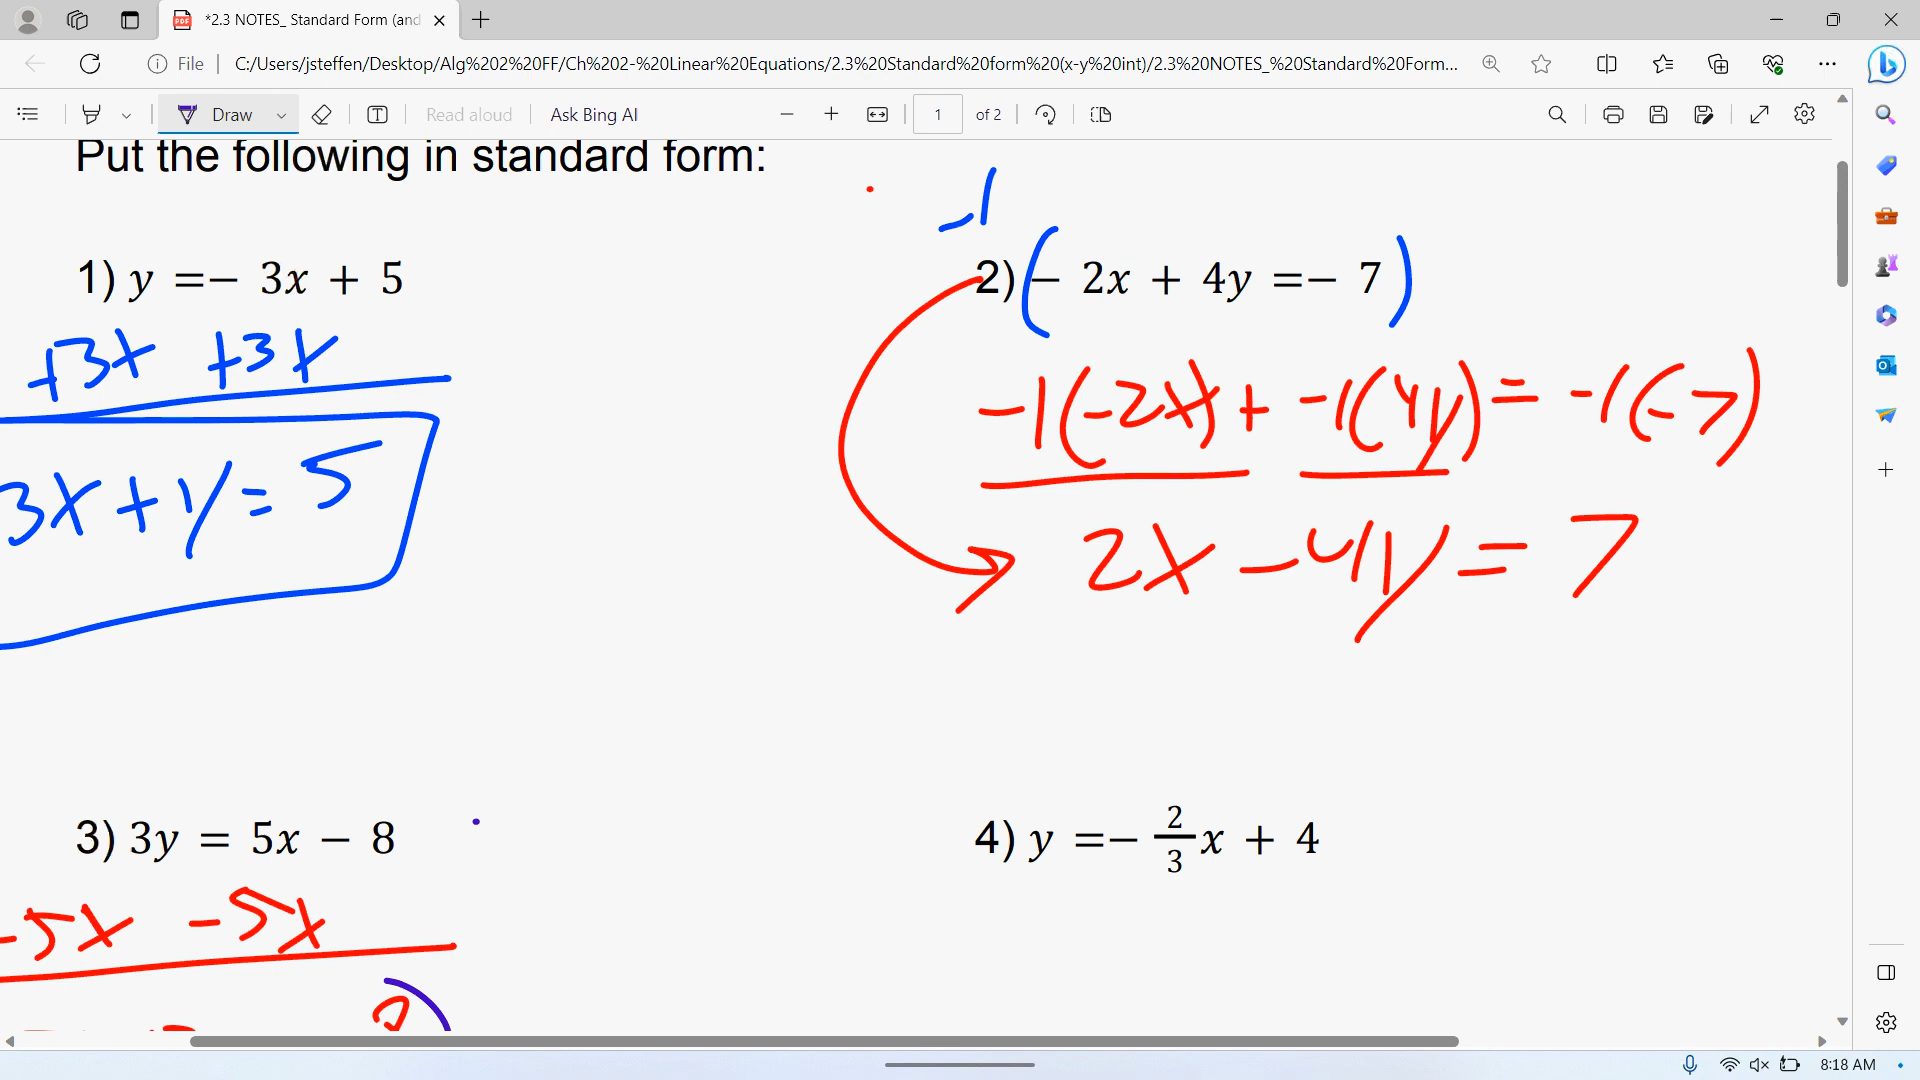 *2.3 NOTES_ Standard Form (and
File
C:/Users/jsteffen/Desktop/Alg%202%20FF/Ch%202-%20Linear%20Equations/2.3%20Standard%20form%20(x-y%20int)/2.3%20NOTES_%20Standard%20Form...
Draw
Read aloud
Ask Bing AI
1 of 2
Put the following in standard form:
-1
1) y =− 3x + 5
2) (− 2x + 4y =− 7)
+3x +3x
-1(-2x) + -1(4y) = -1(-7)
3x + y = 5
2x - 4y = 7
3) 3y = 5x − 8
4) y =− 2/3 x + 4
-5x -5x
8:18 AM